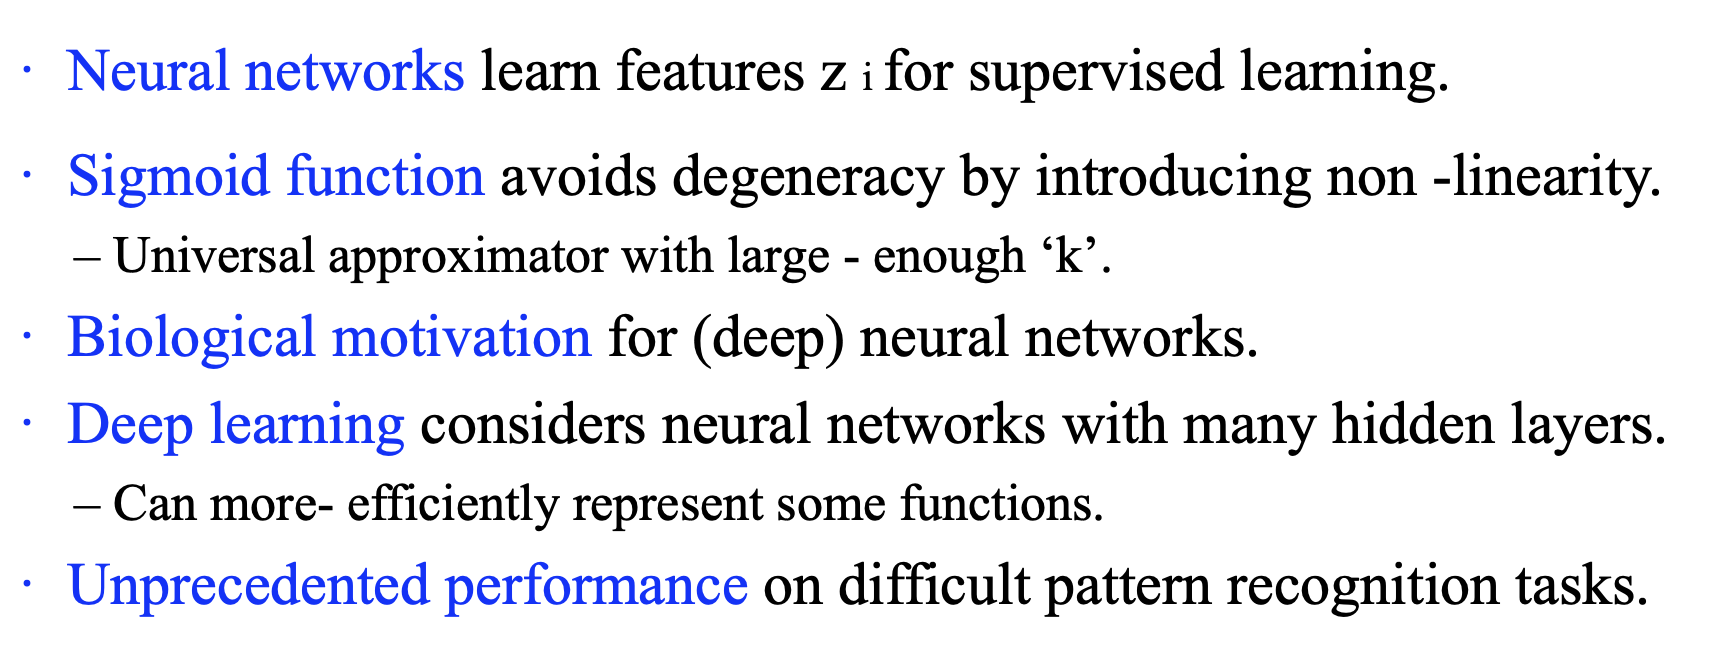 · Neural networks learn features z i for supervised learning.
· Sigmoid function avoids degeneracy by introducing non -linearity.
– Universal approximator with large - enough ‘k’.
· Biological motivation for (deep) neural networks.
· Deep learning considers neural networks with many hidden layers.
– Can more- efficiently represent some functions.
· Unprecedented performance on difficult pattern recognition tasks.